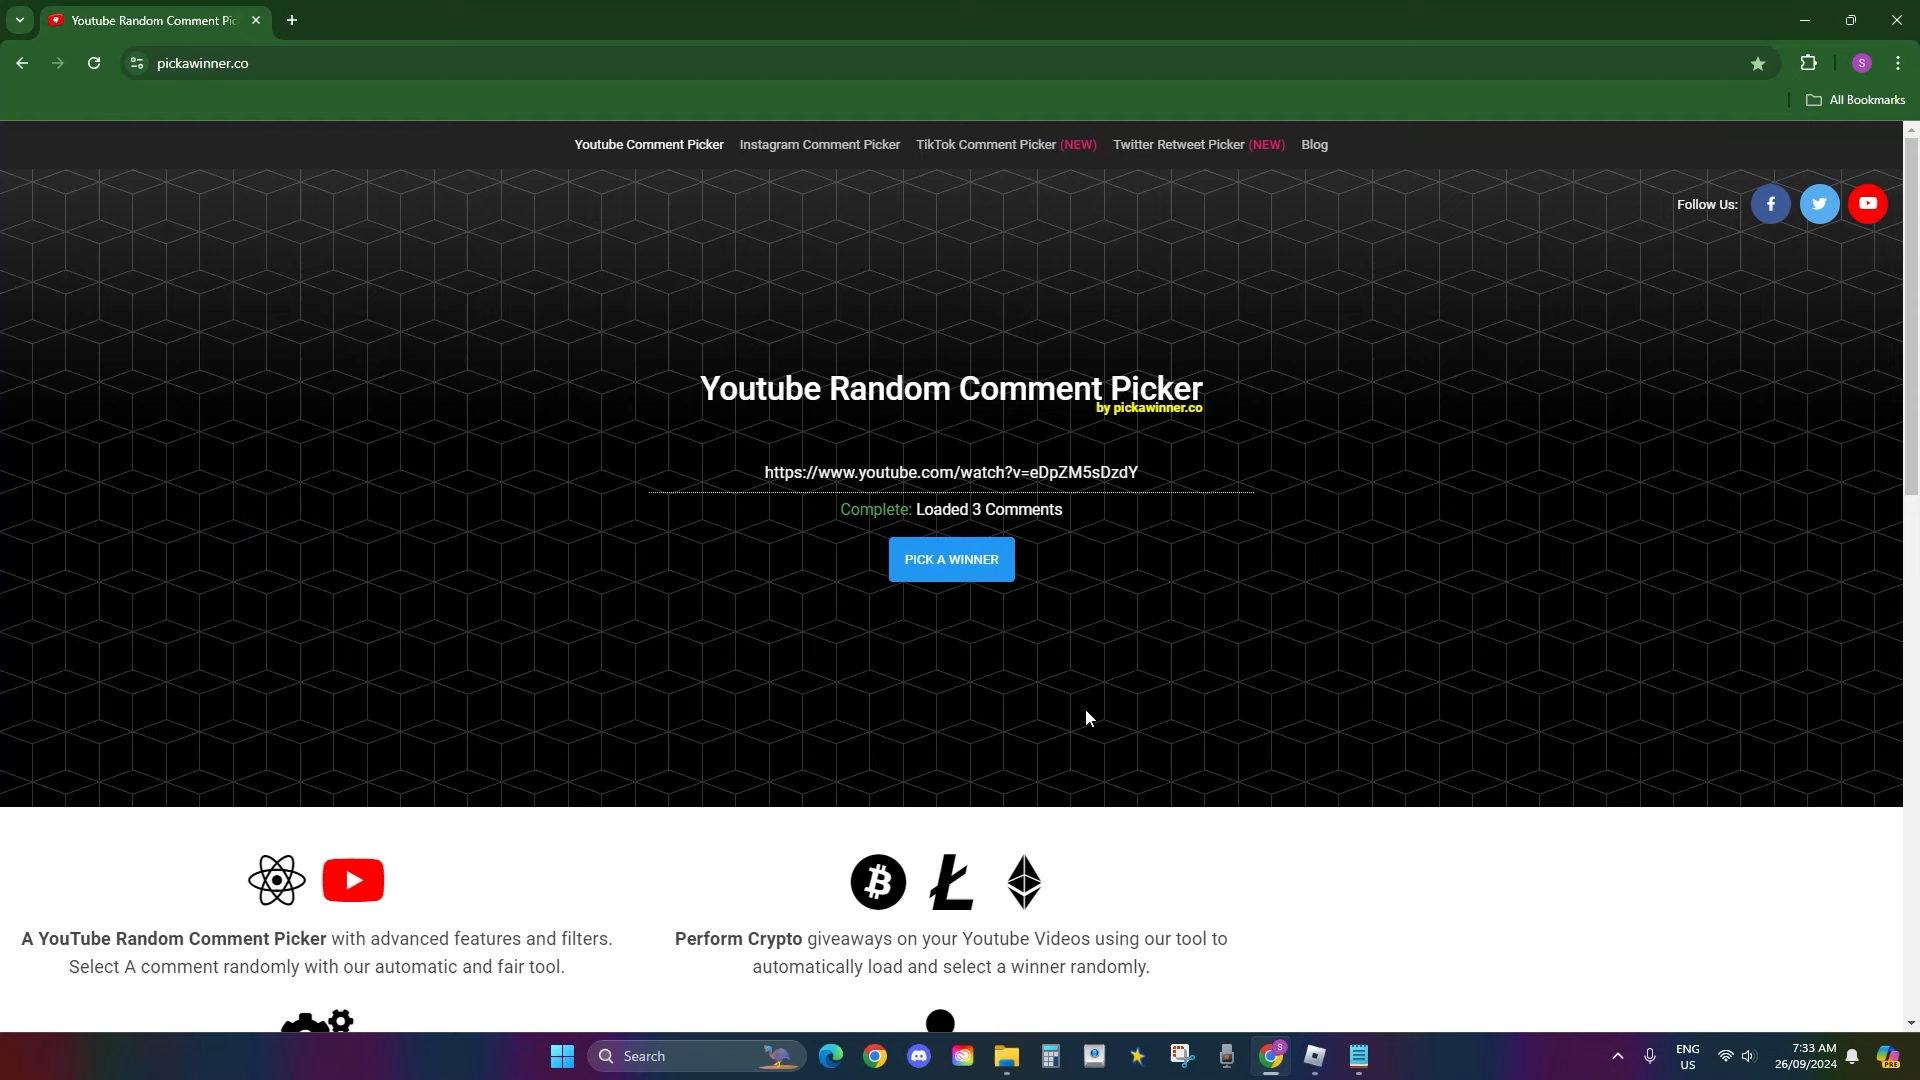 Youtube Random Comment Pic
pickawinner.co
S
All Bookmarks
Youtube Comment Picker Instagram Comment Picker TikTok Comment Picker (NEW) Twitter Retweet Picker (NEW) Blog
Follow Us:
Youtube Random Comment Picker
by pickawinner.co
https://www.youtube.com/watch?v=eDpZM5sDzdY
Complete: Loaded 3 Comments
PICK A WINNER
A YouTube Random Comment Picker with advanced features and filters.
Select A comment randomly with our automatic and fair tool.
Perform Crypto giveaways on your Youtube Videos using our tool to
automatically load and select a winner randomly.
Search
S
ENG
US
7:33 AM
26/09/2024
PRE